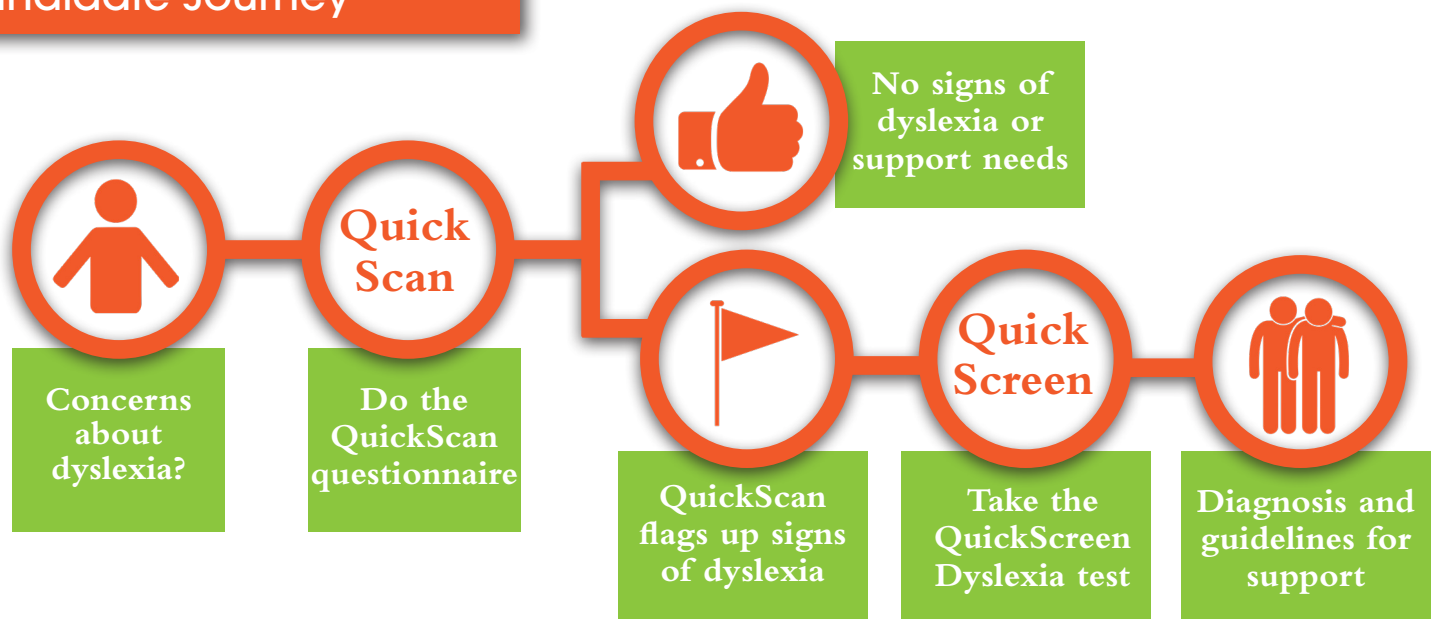 Journey
Concerns
about
dyslexia?
Quick
Scan
Do the
QuickScan
questionnaire
No signs of
dyslexia or
support needs
QuickScan
flags up signs
of dyslexia
Quick
Screen
Take the
QuickScreen
Dyslexia test
Diagnosis and
guidelines for
support